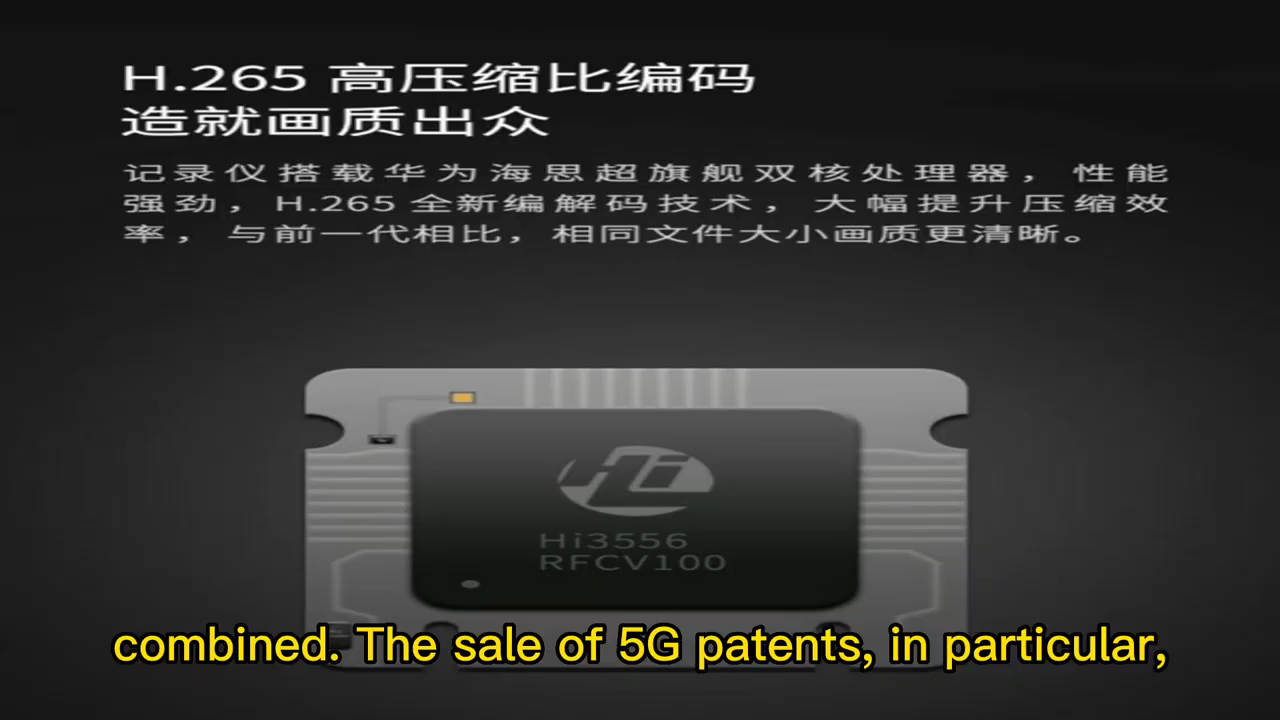 H.265 高压缩比编码
造就画质出众
记录仪搭载华为海思超旗舰双核处理器，性能
强劲，H.265 全新编解码技术，大幅提升压缩效
率，与前一代相比，相同文件大小画质更清晰。
Hi
Hi3556
RFCV100
combined. The sale of 5G patents, in particular,